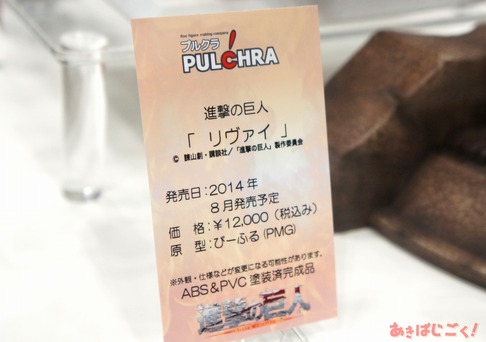 fine figure making company
プルクラ
PULCHRA
進撃の巨人
「 リヴァイ 」
© 諫山創・講談社/「進撃の巨人」製作委員会
発売日:2014年
8月発売予定
価 格:¥12,000(税込み)
原 型:びーふる(PMG)
※外観・仕様などが変更になる可能性があります。
ABS&PVC 塗装済完成品
進撃の巨人
あきばじごく!